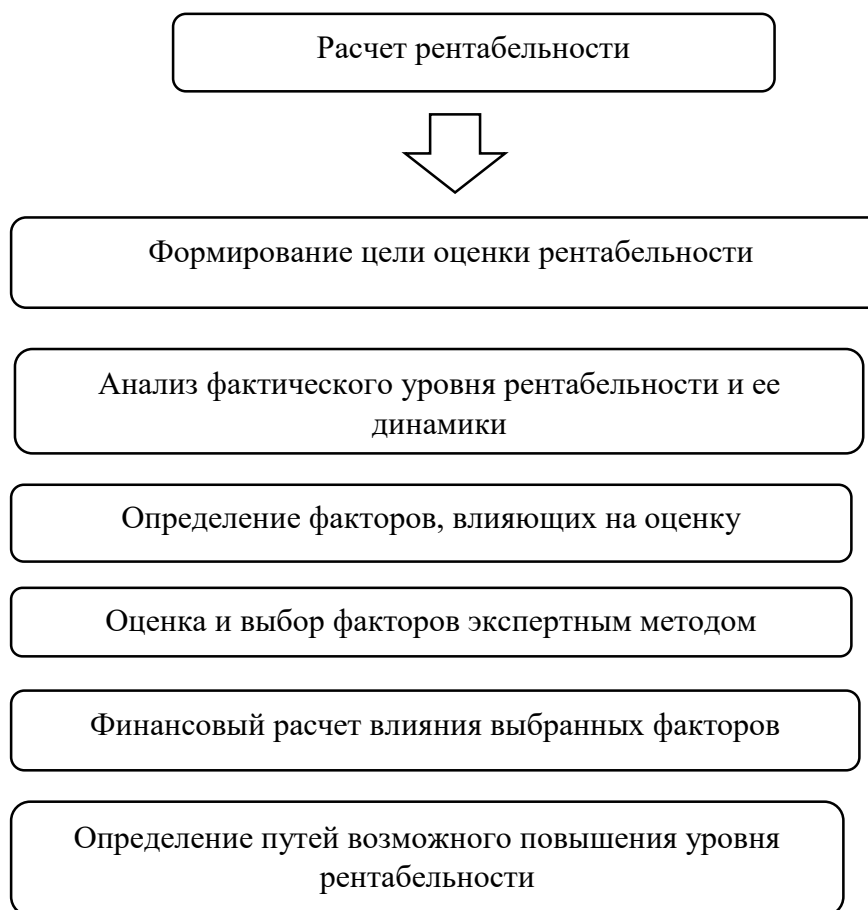 Расчет рентабельности
Формирование цели оценки рентабельности
Анализ фактического уровня рентабельности и ее
динамики
Определение факторов, влияющих на оценку
Оценка и выбор факторов экспертным методом
Финансовый расчет влияния выбранных факторов
Определение путей возможного повышения уровня
рентабельности